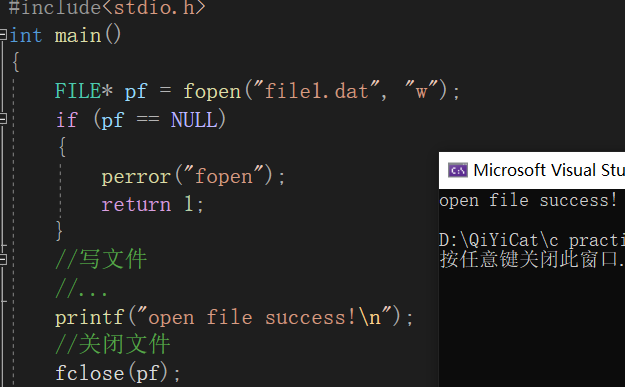 #include<stdio.h>
int main()
{
FILE* pf = fopen("file1.dat", "w");
if (pf == NULL)
{
perror("fopen");
return 1;
}
//写文件
//...
printf("open file success!\n");
//关闭文件
fclose(pf);
Microsoft Visual Stu
open file success!
D:\QiYiCat\c practi
按任意键关闭此窗口.